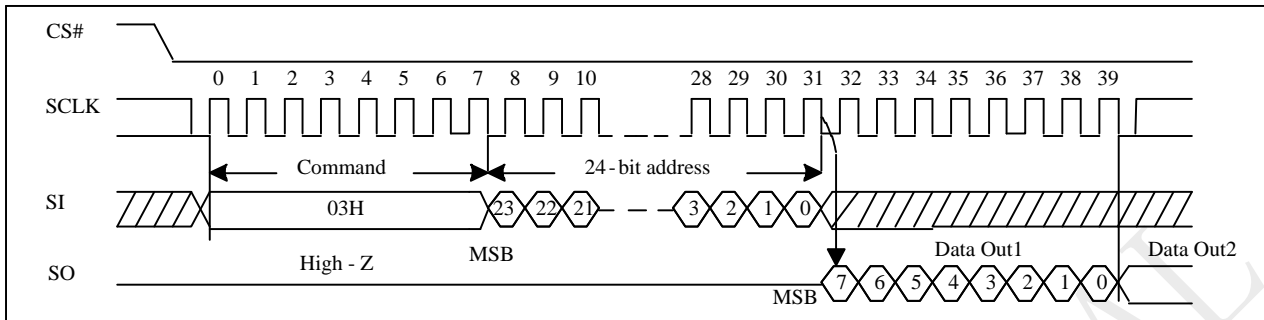 CS#
0 1 2 3 4 5 6 7 8 9 10 28 29 30 31 32 33 34 35 36 37 38 39
SCLK
Command 24-bit address
SI 03H 23 22 21 3 2 1 0
High - Z MSB Data Out1 Data Out2
SO MSB 7 6 5 4 3 2 1 0